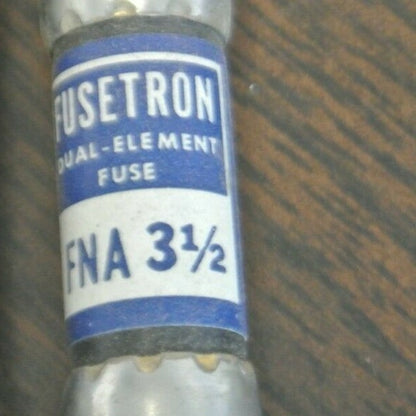 FUSETRON
DUAL-ELEMENT
FUSE
FNA 3½